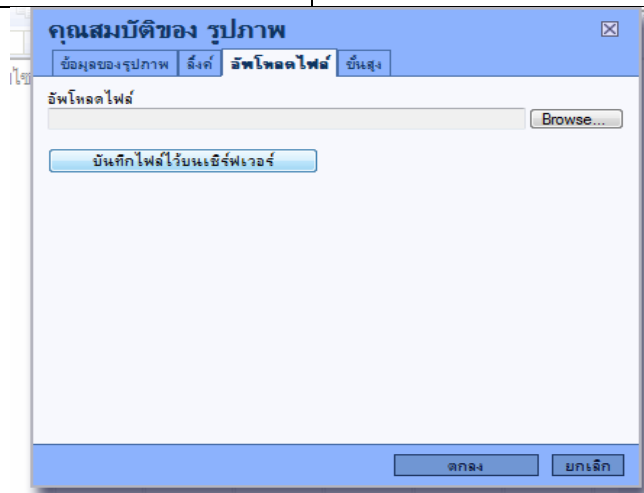 คุณสมบัติของ รูปภาพ
ข้อมูลของรูปภาพ ลิ้งค์ อัพโหลดไฟล์ ขั้นสูง
อัพโหลดไฟล์
Browse...
บันทึกไฟล์ไว้บนเซิร์ฟเวอร์
ตกลง ยกเลิก